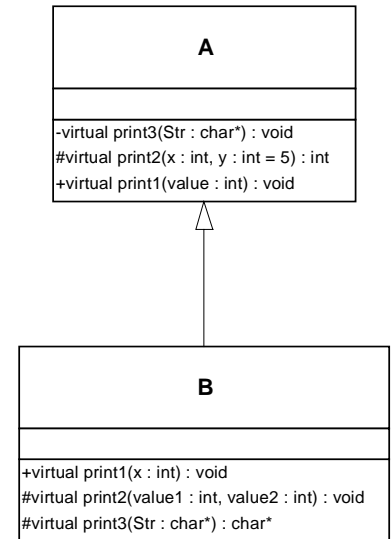 A
-virtual print3(Str : char*) : void
#virtual print2(x : int, y : int = 5) : int
+virtual print1(value : int) : void
B
+virtual print1(x : int) : void
#virtual print2(value1 : int, value2 : int) : void
#virtual print3(Str : char*) : char*